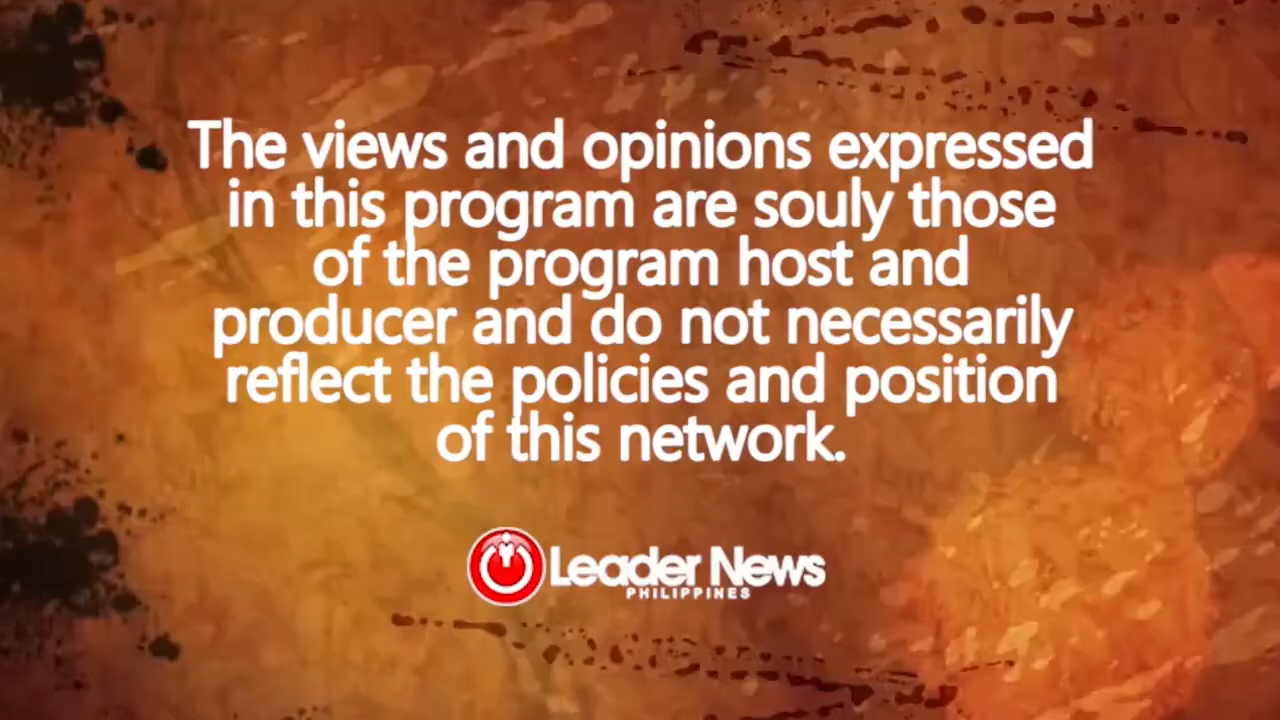 The views and opinions expressed
in this program are souly those
of the program host and
producer and do not necessarily
reflect the policies and position
of this network.
Leader News
PHILIPPINES